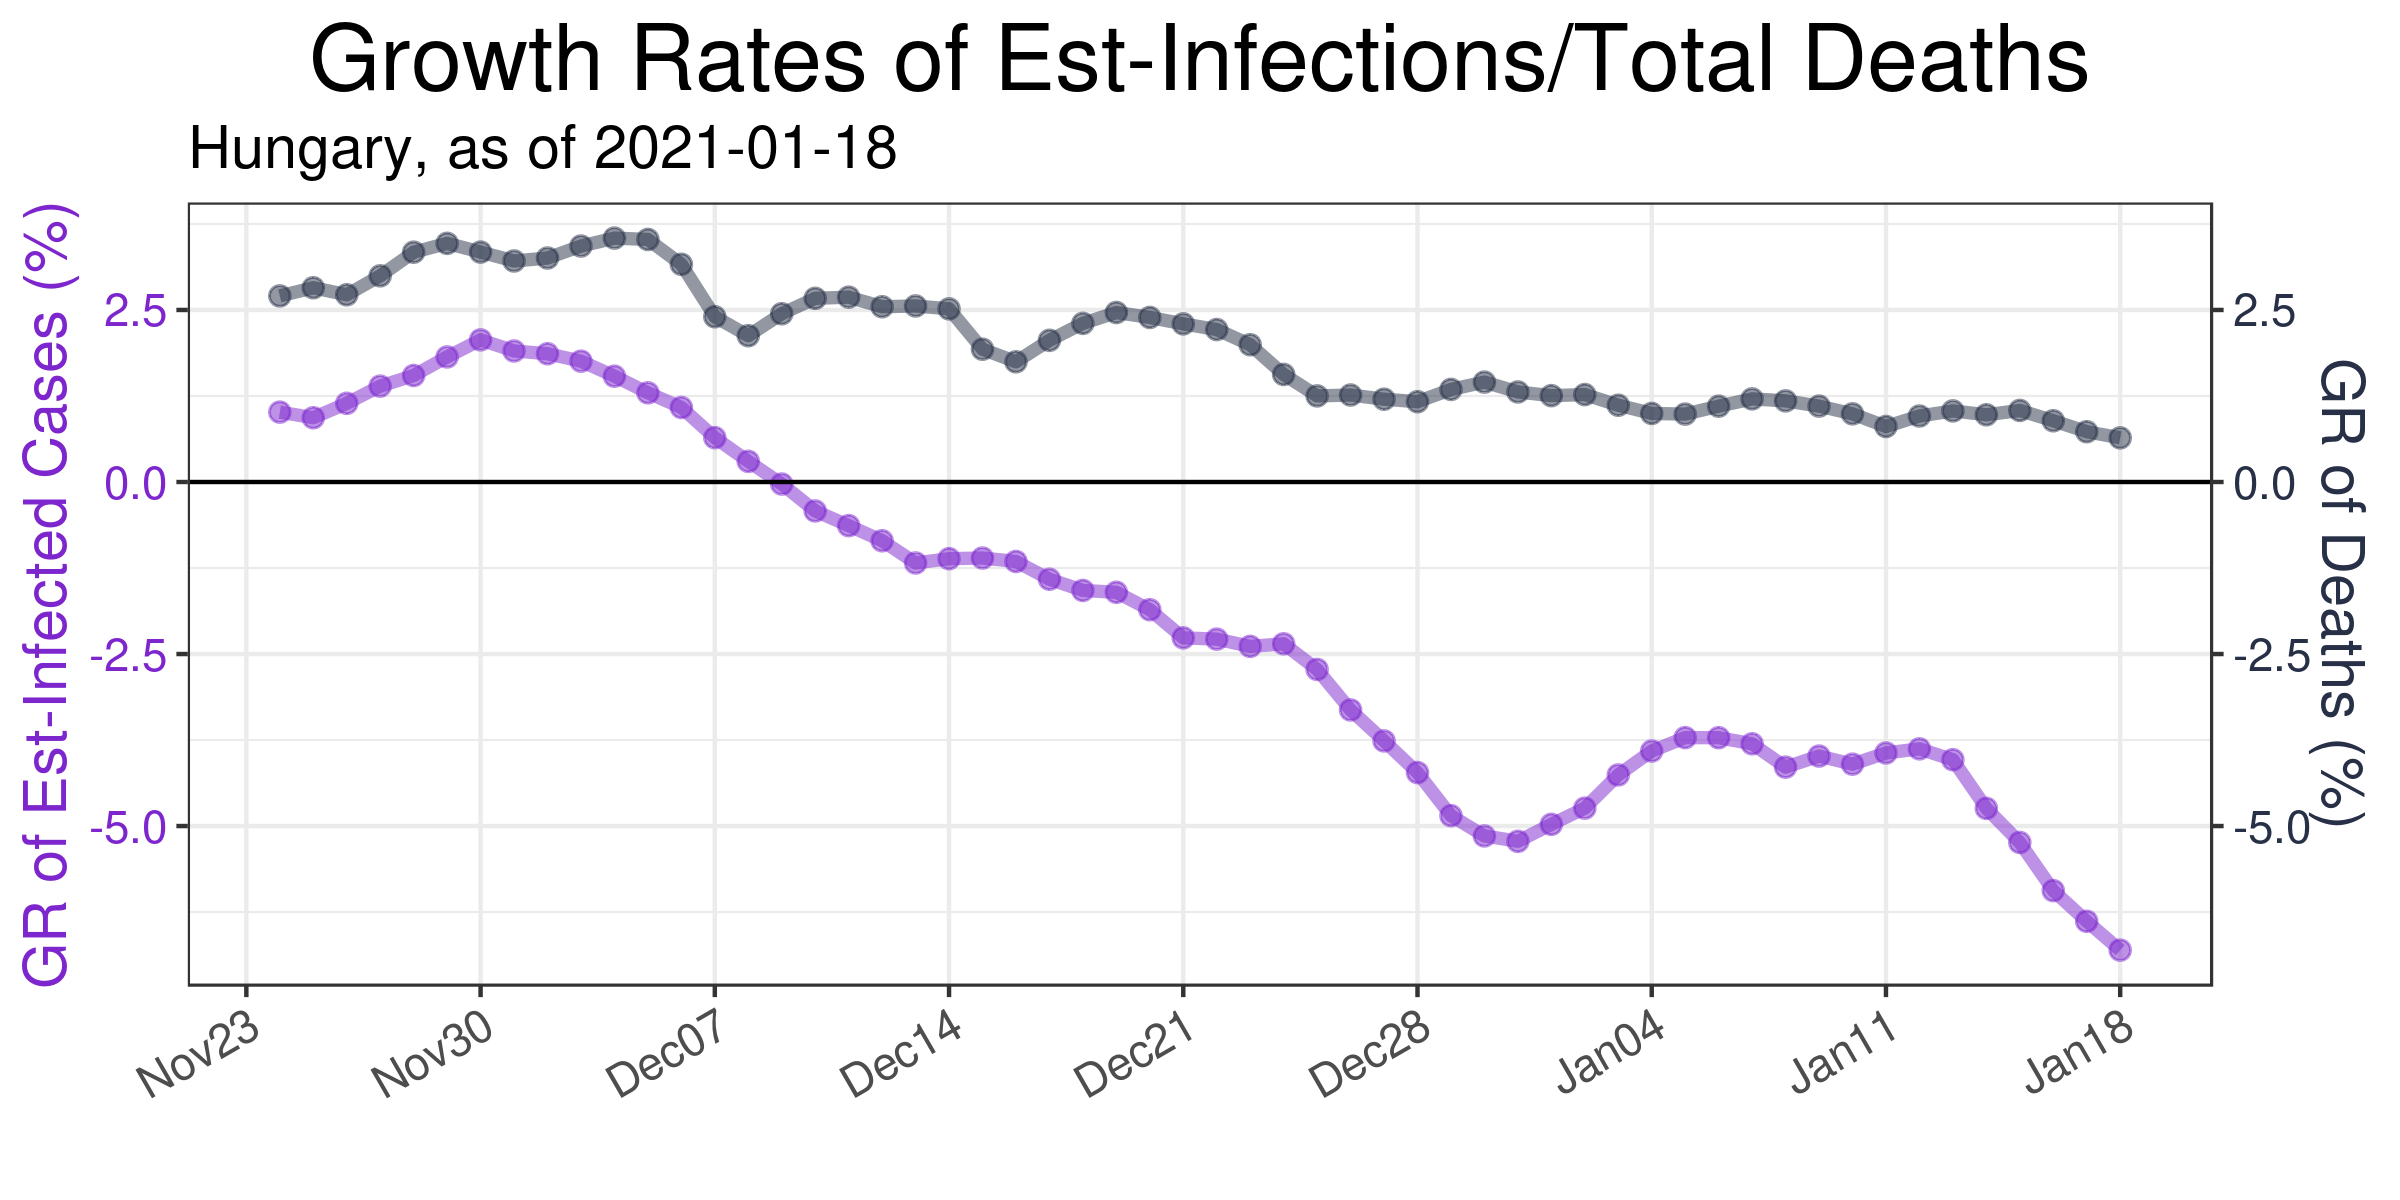 Growth Rates of Est-Infections/Total Deaths
Hungary, as of 2021-01-18
GR of Est-Infected Cases (%)
2.5
0.0
-2.5
-5.0
2.5
0.0
-2.5
-5.0
GR of Deaths (%)
Nov23
Nov30
Dec07
Dec14
Dec21
Dec28
Jan04
Jan11
Jan18